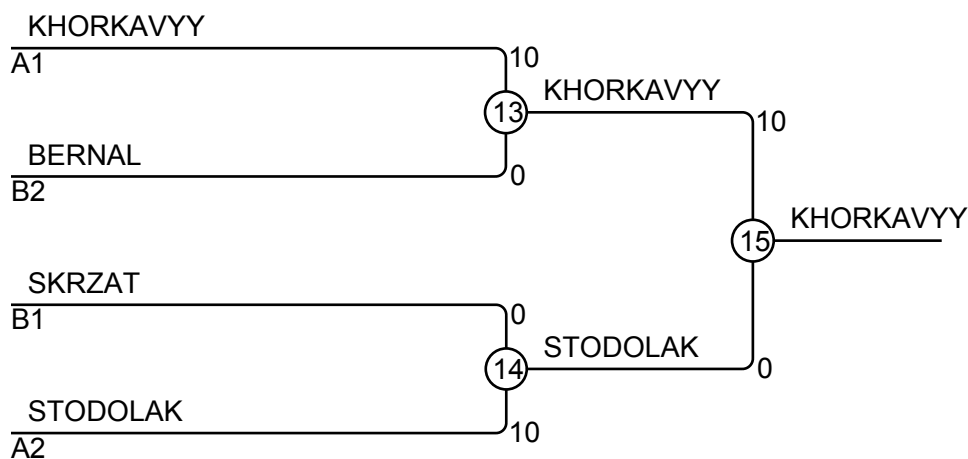 KHORKAVYY
A1
10
13
KHORKAVYY
10
BERNAL
B2
0
15
KHORKAVYY
SKRZAT
B1
0
14
STODOLAK
0
STODOLAK
A2
10